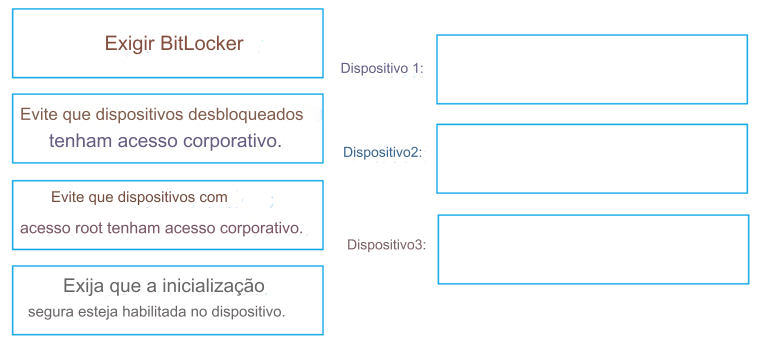 Exigir BitLocker
Evite que dispositivos desbloqueados
tenham acesso corporativo.
Evite que dispositivos com
acesso root tenham acesso corporativo.
Exija que a inicialização
segura esteja habilitada no dispositivo.
Dispositivo 1:
Dispositivo2:
Dispositivo3: